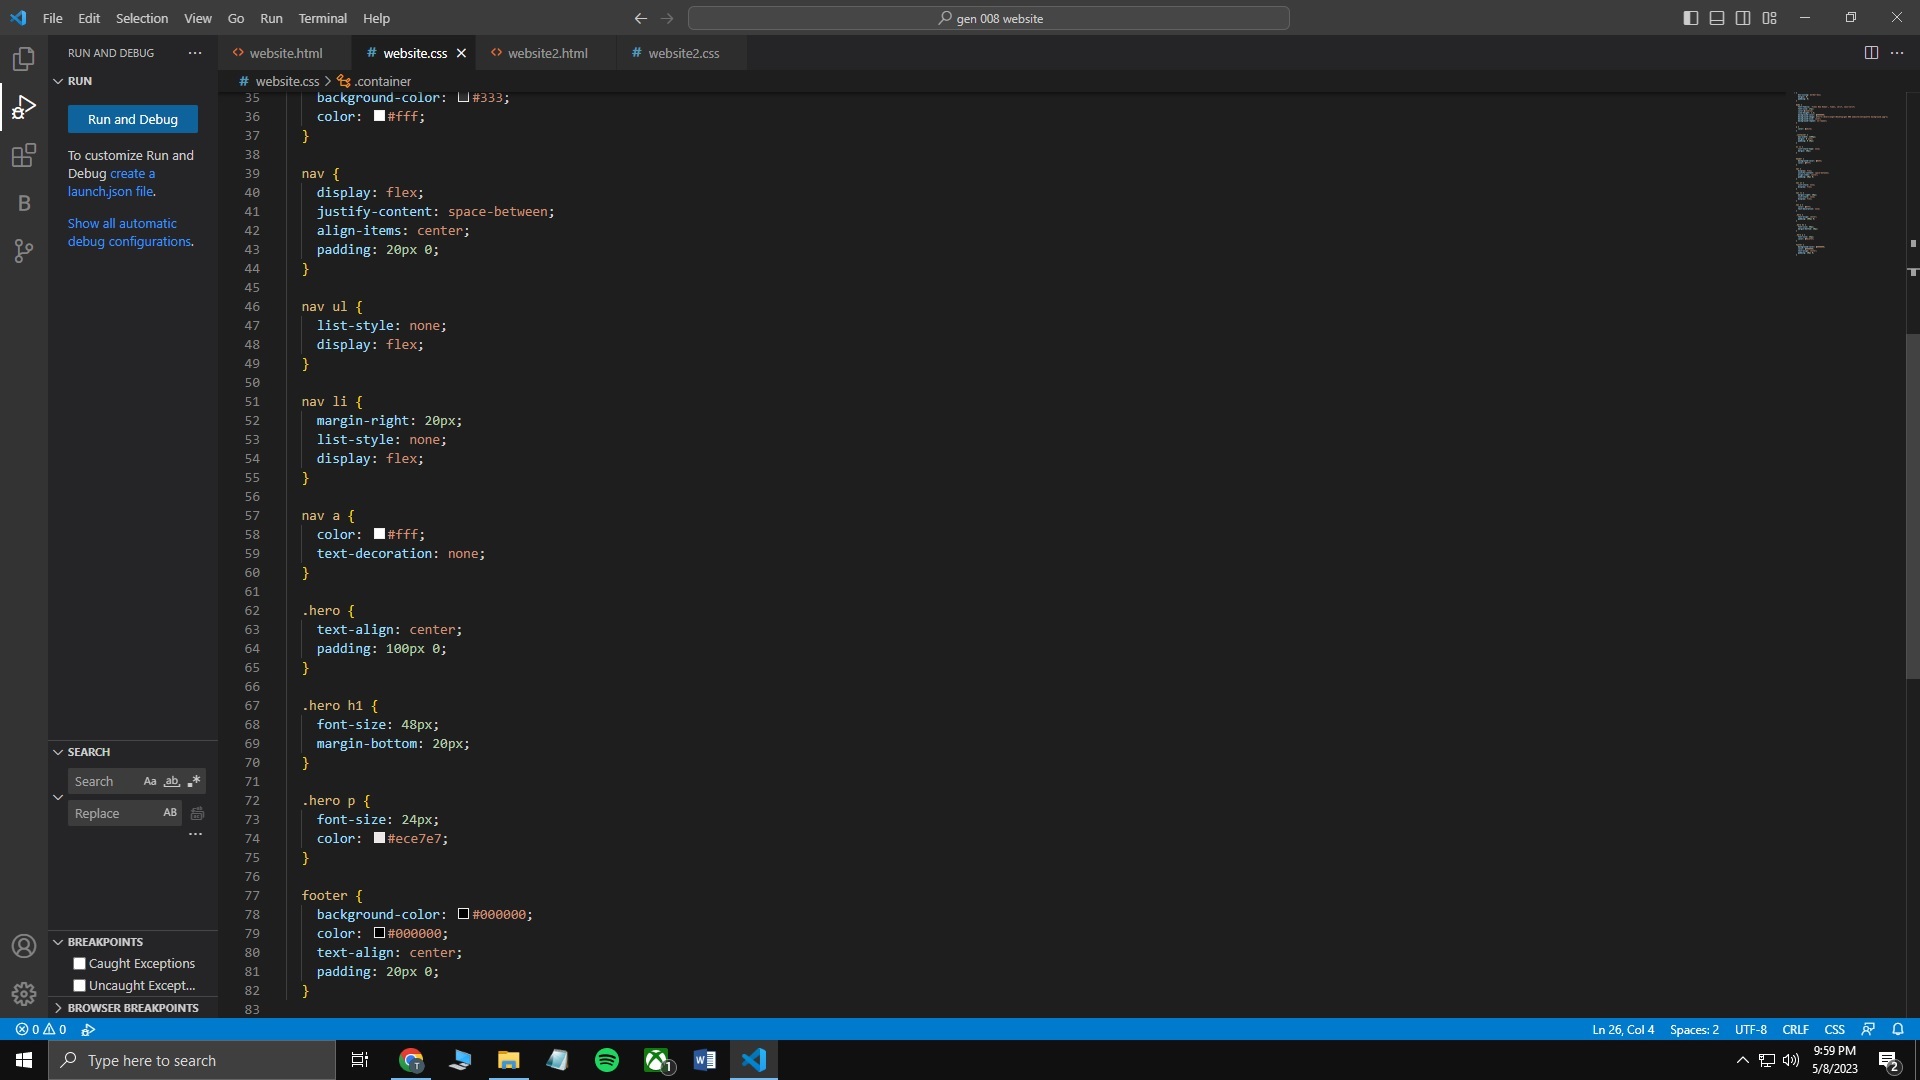 File Edit Selection View Go Run Terminal Help
gen 008 website
RUN AND DEBUG
website.html
# website.css
website2.html
# website2.css
RUN
# website.css > .container
Run and Debug
To customize Run and
Debug create a
launch.json file.
Show all automatic
debug configurations.
B
35 background-color: #333;
36 color: #fff;
37 }
38
39 nav {
40 display: flex;
41 justify-content: space-between;
42 align-items: center;
43 padding: 20px 0;
44 }
45
46 nav ul {
47 list-style: none;
48 display: flex;
49 }
50
51 nav li {
52 margin-right: 20px;
53 list-style: none;
54 display: flex;
55 }
56
57 nav a {
58 color: #fff;
59 text-decoration: none;
60 }
61
62 .hero {
63 text-align: center;
64 padding: 100px 0;
65 }
66
67 .hero h1 {
68 font-size: 48px;
69 margin-bottom: 20px;
70 }
71
72 .hero p {
73 font-size: 24px;
74 color: #ece7e7;
75 }
76
77 footer {
78 background-color: #000000;
79 color: #000000;
80 text-align: center;
81 padding: 20px 0;
82 }
83
SEARCH
Search Aa ab .*
Replace AB
BREAKPOINTS
Caught Exceptions
Uncaught Except...
BROWSER BREAKPOINTS
0 0
Ln 26, Col 4 Spaces: 2 UTF-8 CRLF CSS
Type here to search
T
1
W
9:59 PM
5/8/2023
2